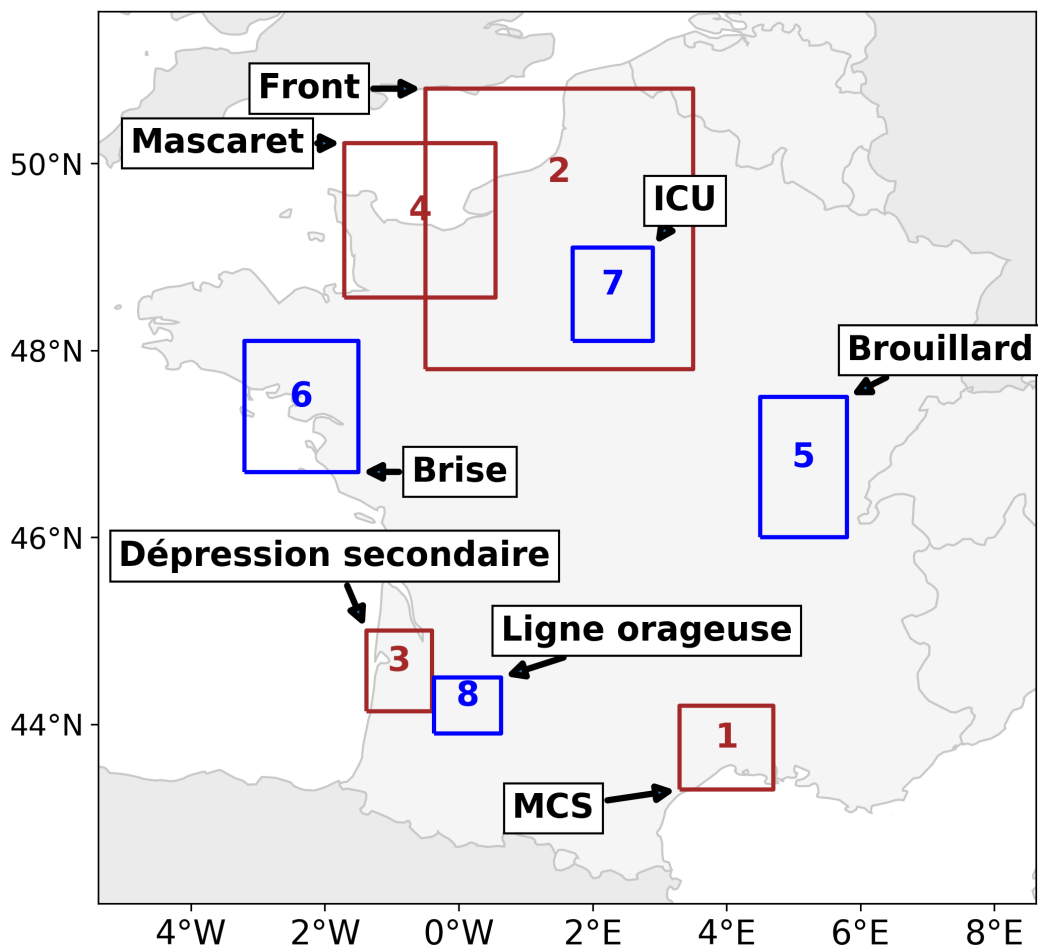 Front
50°N
Mascaret
2
ICU
4
7
48°N
Brouillard
6
5
Brise
46°N
Dépression secondaire
Ligne orageuse
3
8
44°N
1
MCS
4°W
2°W
0°W
2°E
4°E
6°E
8°E